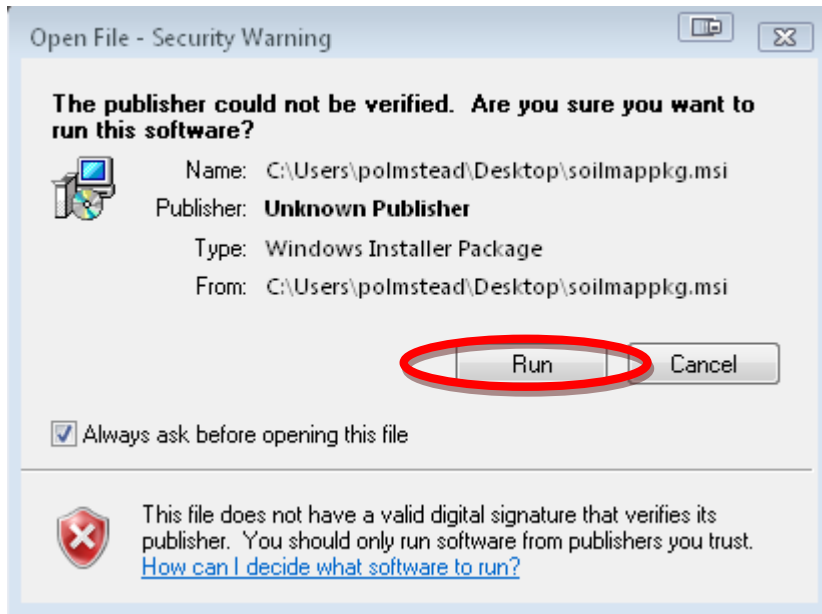 Open File - Security Warning
The publisher could not be verified.  Are you sure you want to
run this software?
Name: C:\Users\polmstead\Desktop\soilmappkg.msi
Publisher: Unknown Publisher
Type: Windows Installer Package
From: C:\Users\polmstead\Desktop\soilmappkg.msi
Run Cancel
Always ask before opening this file
This file does not have a valid digital signature that verifies its
publisher.  You should only run software from publishers you trust.
How can I decide what software to run?